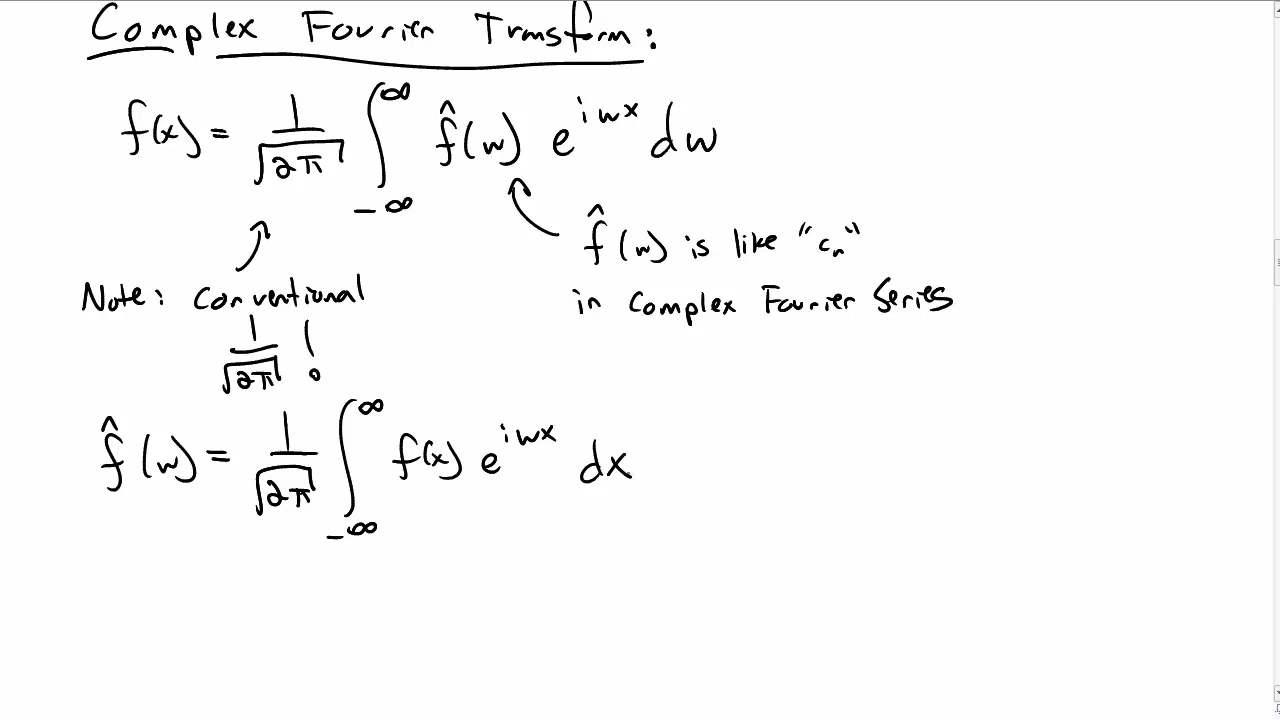 Complex Fourier Transform:
f(x) = 1/√2π ∫_{-∞}^{∞} f̂(w) e^{iwx} dw
f̂(w) is like "cₙ"
in Complex Fourier Series
Note: conventional
1/√2π !
f̂(w) = 1/√2π ∫_{-∞}^{∞} f(x) e^{iwx} dx